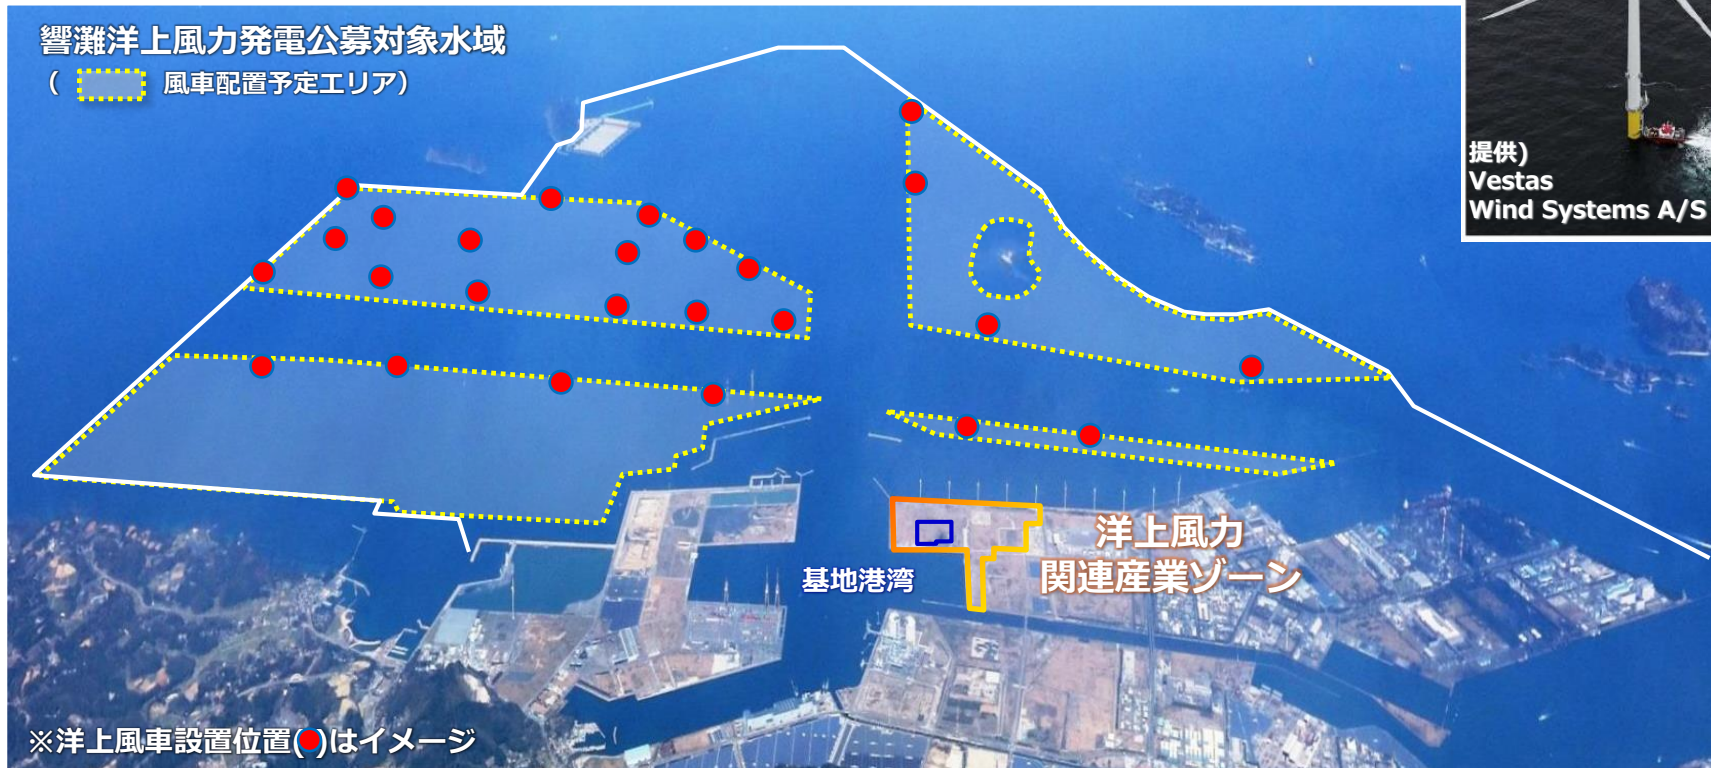 響灘洋上風力発電公募対象水域
（ 風車配置予定エリア）
提供)
Vestas
Wind Systems A/S
洋上風力
関連産業ゾーン
基地港湾
※洋上風車設置位置( )はイメージ